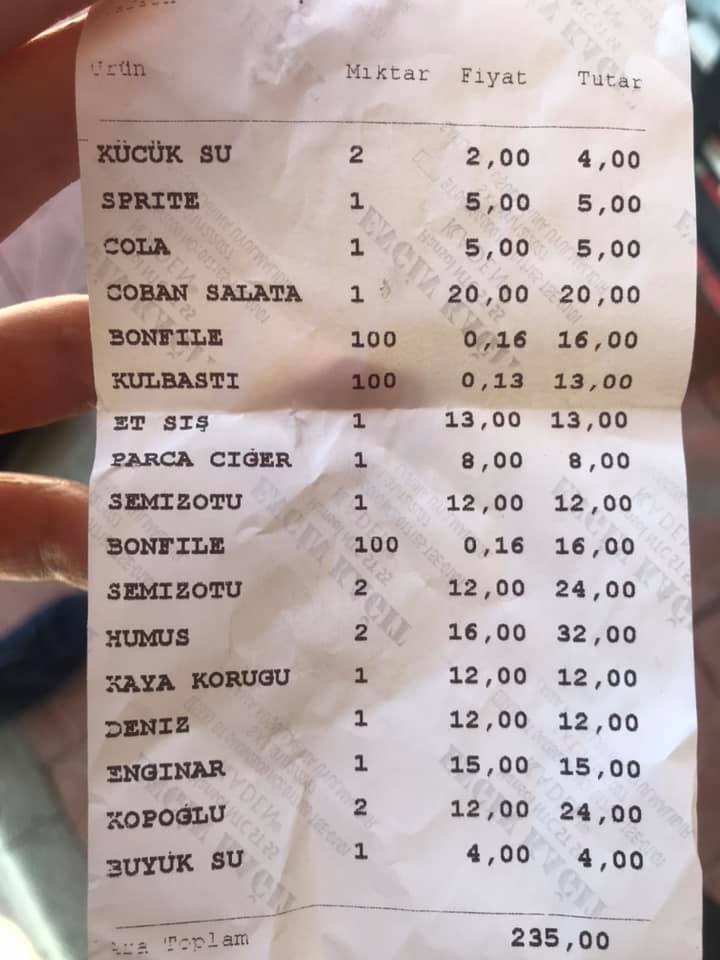 Ürün Mıktar Fiyat Tutar
KÜCÜK SU 2 2,00 4,00
SPRITE 1 5,00 5,00
COLA 1 5,00 5,00
COBAN SALATA 1 20,00 20,00
BONFILE 100 0,16 16,00
KULBASTI 100 0,13 13,00
ET SIŞ 1 13,00 13,00
PARCA CIĞER 1 8,00 8,00
SEMIZOTU 1 12,00 12,00
BONFILE 100 0,16 16,00
SEMIZOTU 2 12,00 24,00
HUMUS 2 16,00 32,00
KAYA KORUGU 1 12,00 12,00
DENIZ 1 12,00 12,00
ENGINAR 1 15,00 15,00
KOPOĞLU 2 12,00 24,00
BUYUK SU 1 4,00 4,00
Ara Toplam 235,00